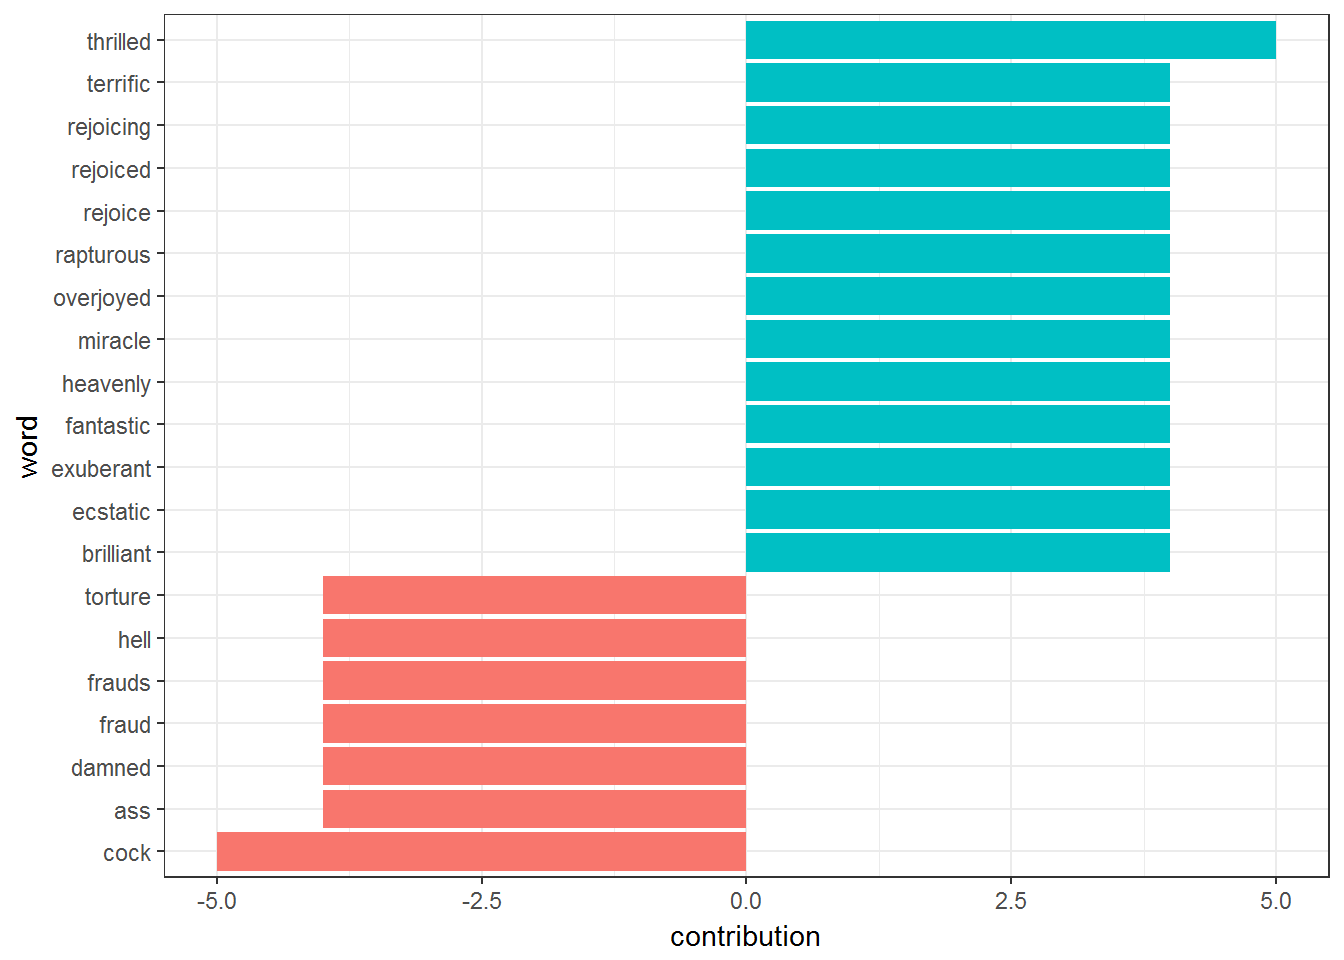 thrilled
terrific
rejoicing
rejoiced
rejoice
rapturous
overjoyed
miracle
heavenly
fantastic
exuberant
ecstatic
brilliant
torture
hell
frauds
fraud
damned
ass
cock
word
-5.0 -2.5 0.0 2.5 5.0
contribution